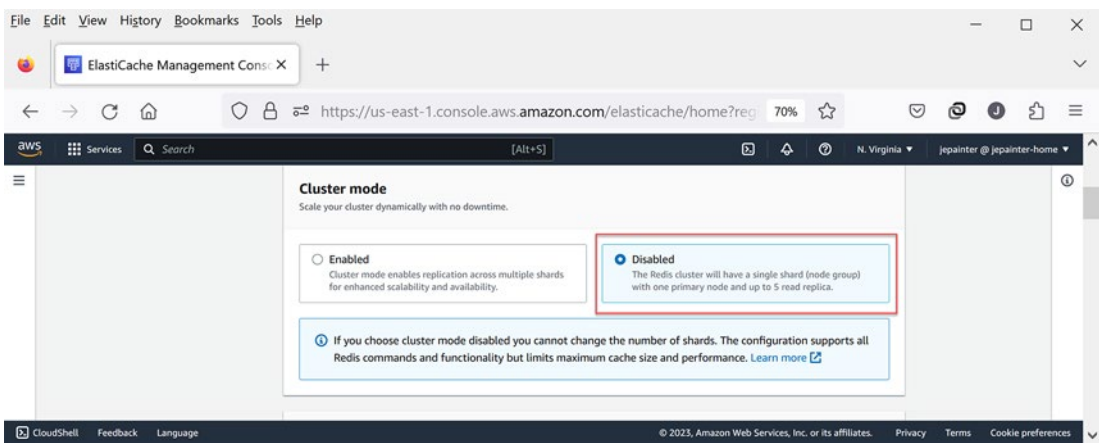 File Edit View History Bookmarks Tools Help
ElastiCache Management Consc
https://us-east-1.console.aws.amazon.com/elasticache/home?reg 70%
aws Services Search [Alt+S] N. Virginia jepainter @ jepainter-home
Cluster mode
Scale your cluster dynamically with no downtime.
Enabled
Cluster mode enables replication across multiple shards
for enhanced scalability and availability.
Disabled
The Redis cluster will have a single shard (node group)
with one primary node and up to 5 read replica.
If you choose cluster mode disabled you cannot change the number of shards. The configuration supports all
Redis commands and functionality but limits maximum cache size and performance. Learn more
CloudShell Feedback Language © 2023, Amazon Web Services, Inc. or its affiliates. Privacy Terms Cookie preferences